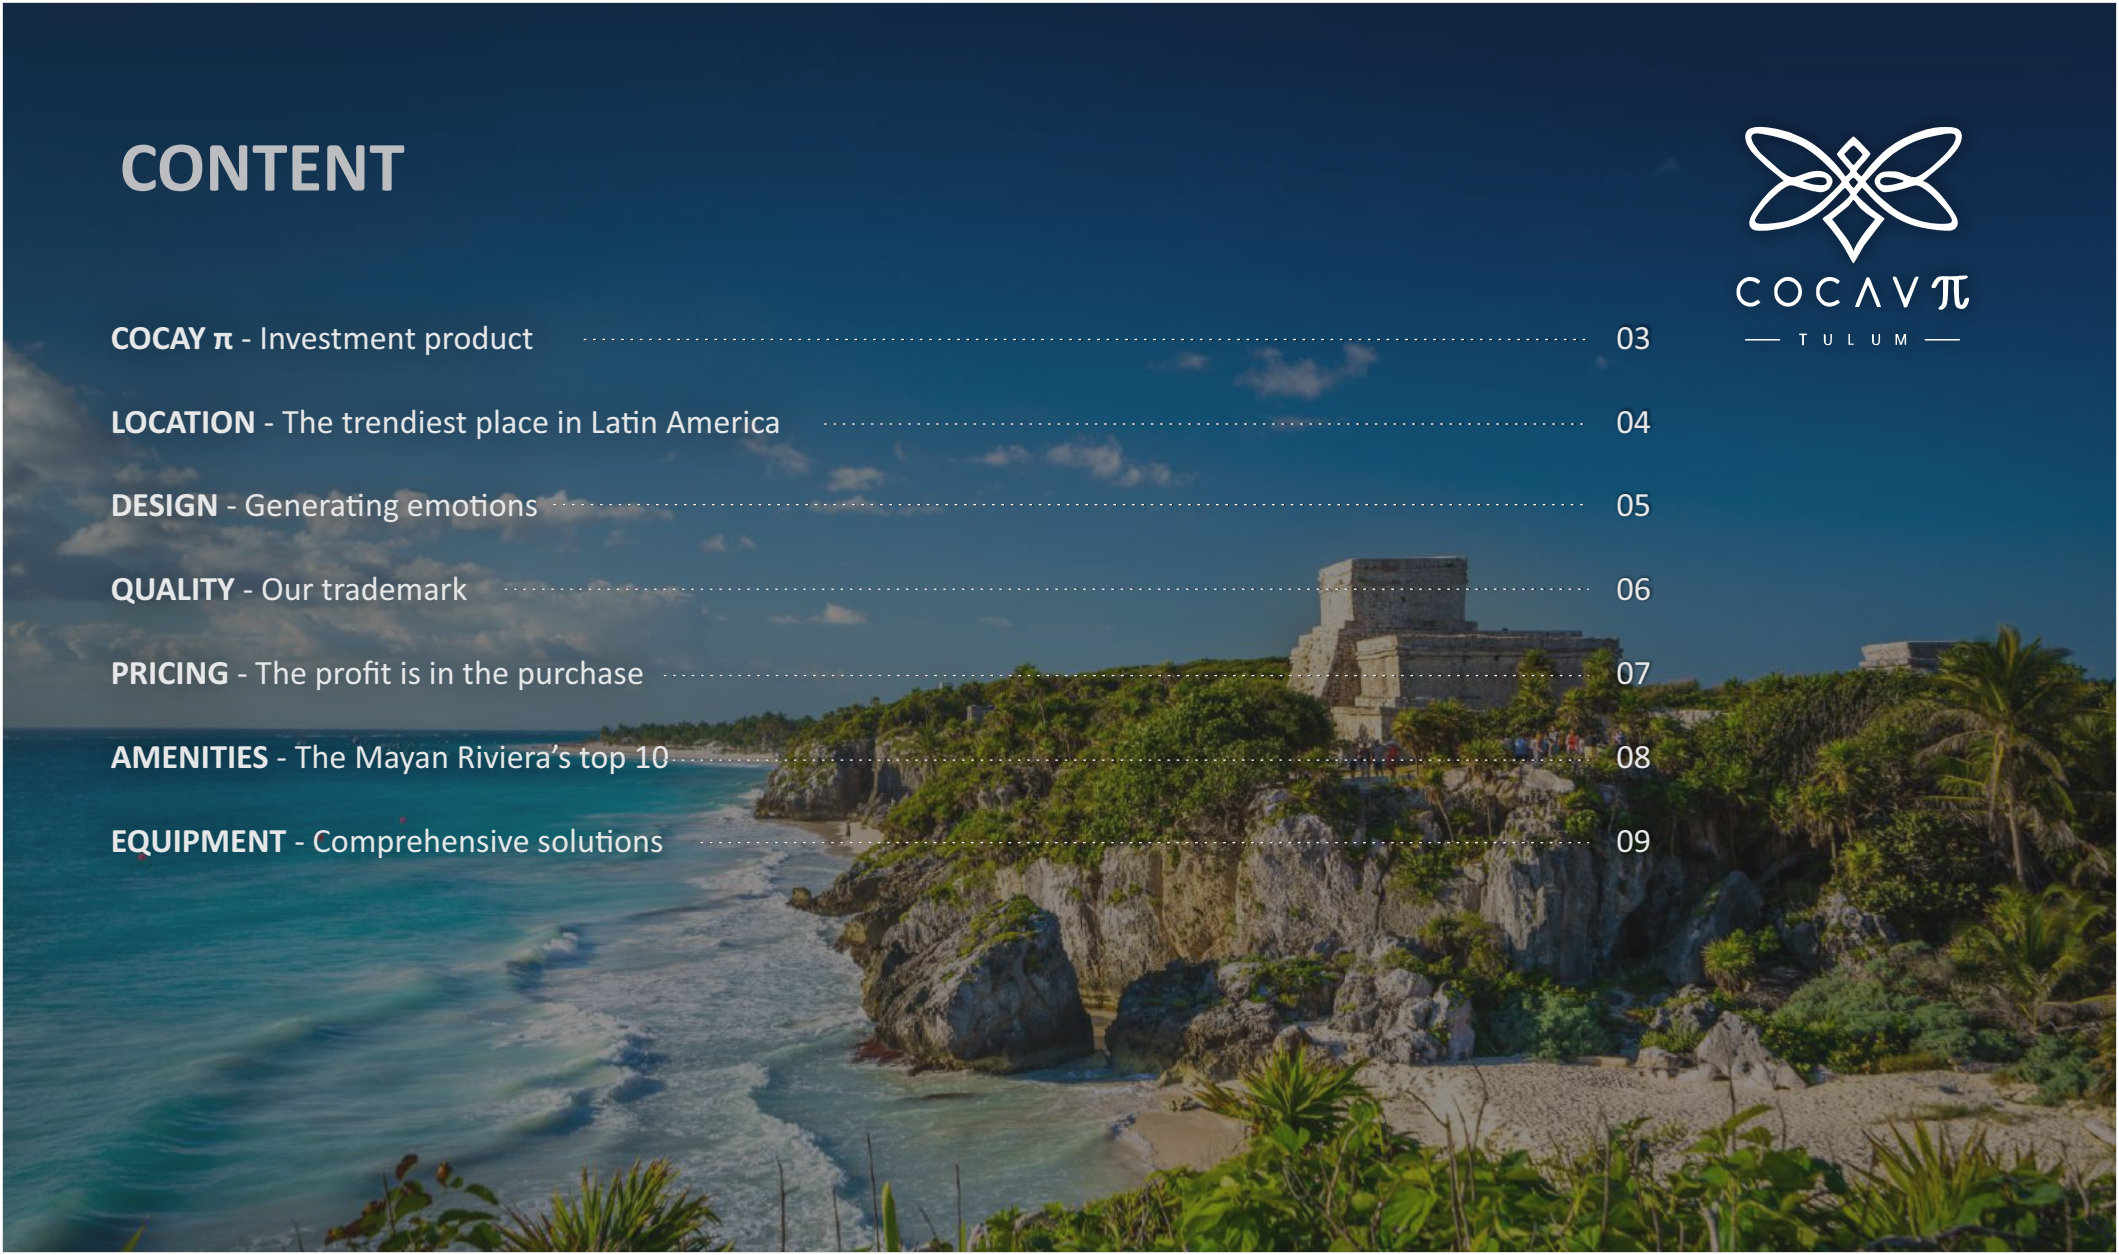 CONTENT
COCAVπ
TULUM
COCAY π - Investment product 03
LOCATION - The trendiest place in Latin America 04
DESIGN - Generating emotions 05
QUALITY - Our trademark 06
PRICING - The profit is in the purchase 07
AMENITIES - The Mayan Riviera’s top 10 08
EQUIPMENT - Comprehensive solutions 09